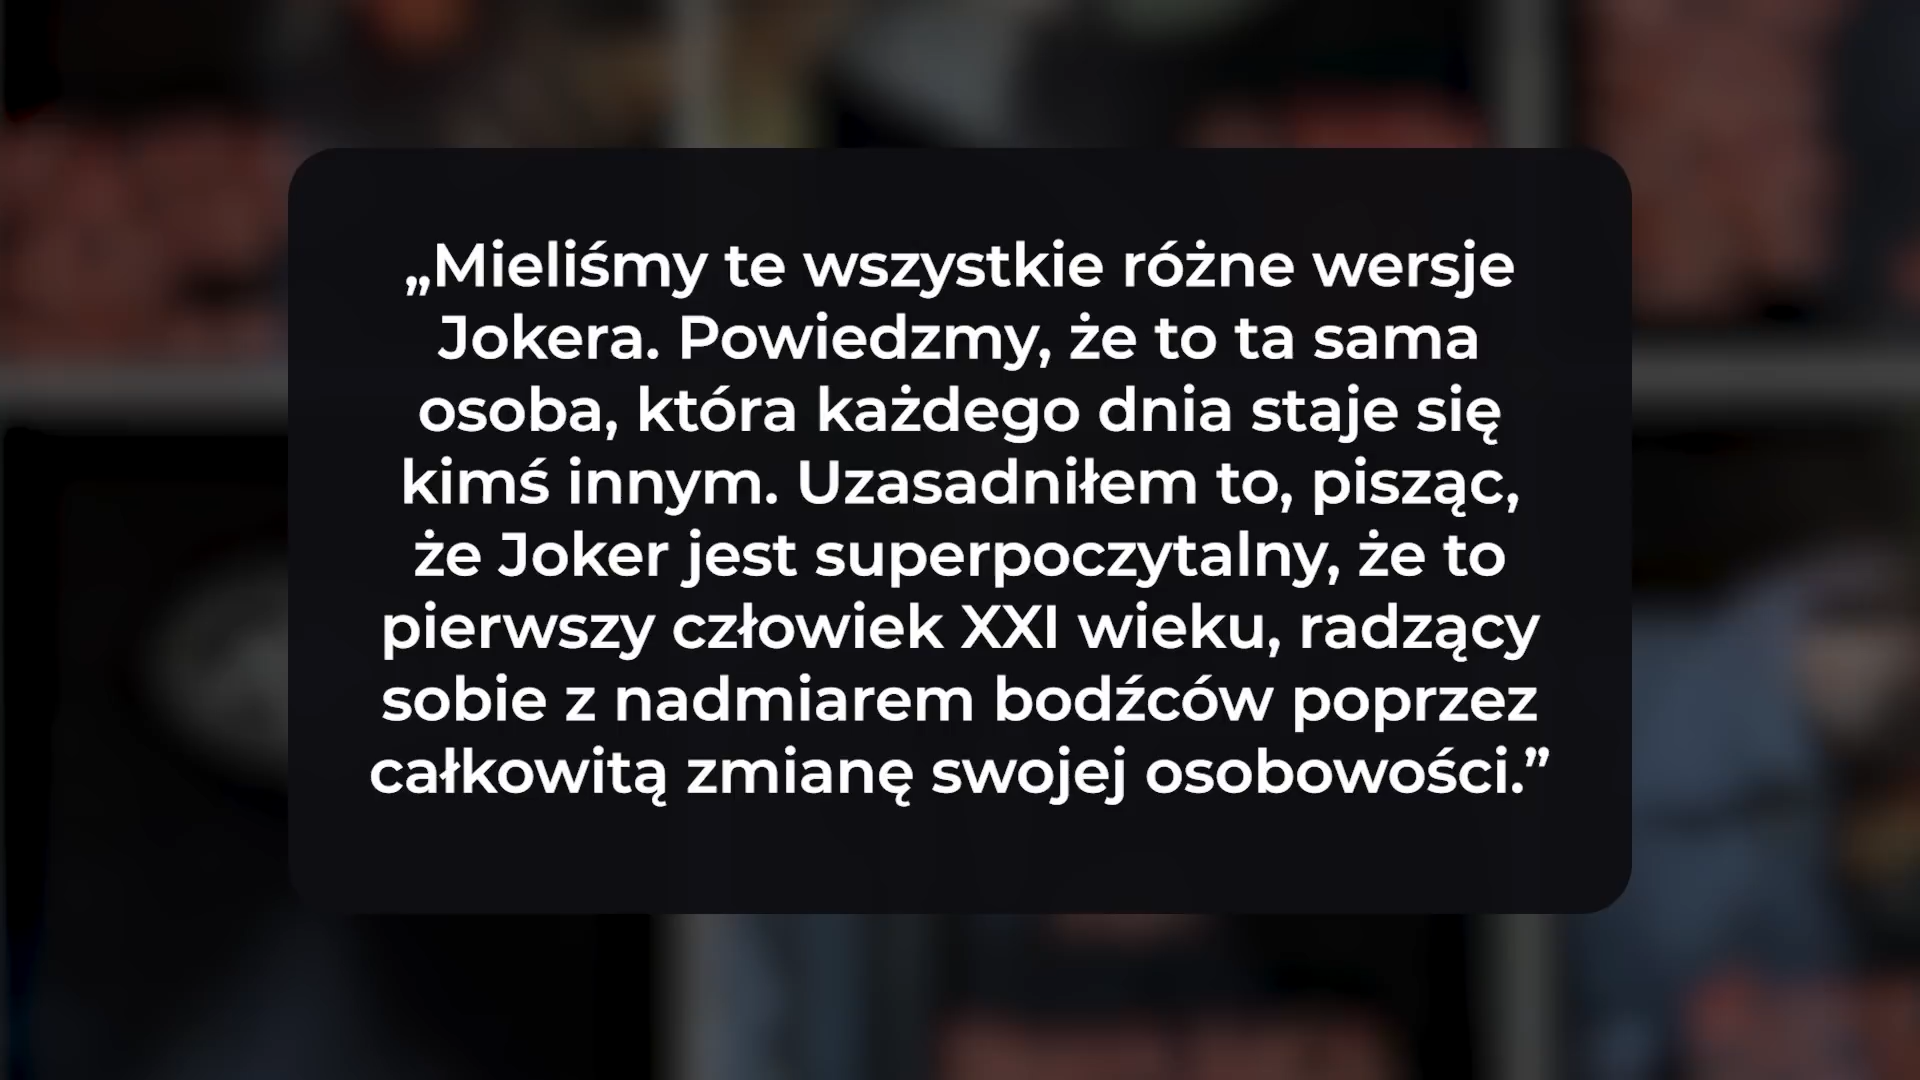 „Mieliśmy te wszystkie różne wersje
Jokera. Powiedzmy, że to ta sama
osoba, która każdego dnia staje się
kimś innym. Uzasadniłem to, pisząc,
że Joker jest superpoczytalny, że to
pierwszy człowiek XXI wieku, radzący
sobie z nadmiarem bodźców poprzez
całkowitą zmianę swojej osobowości.”